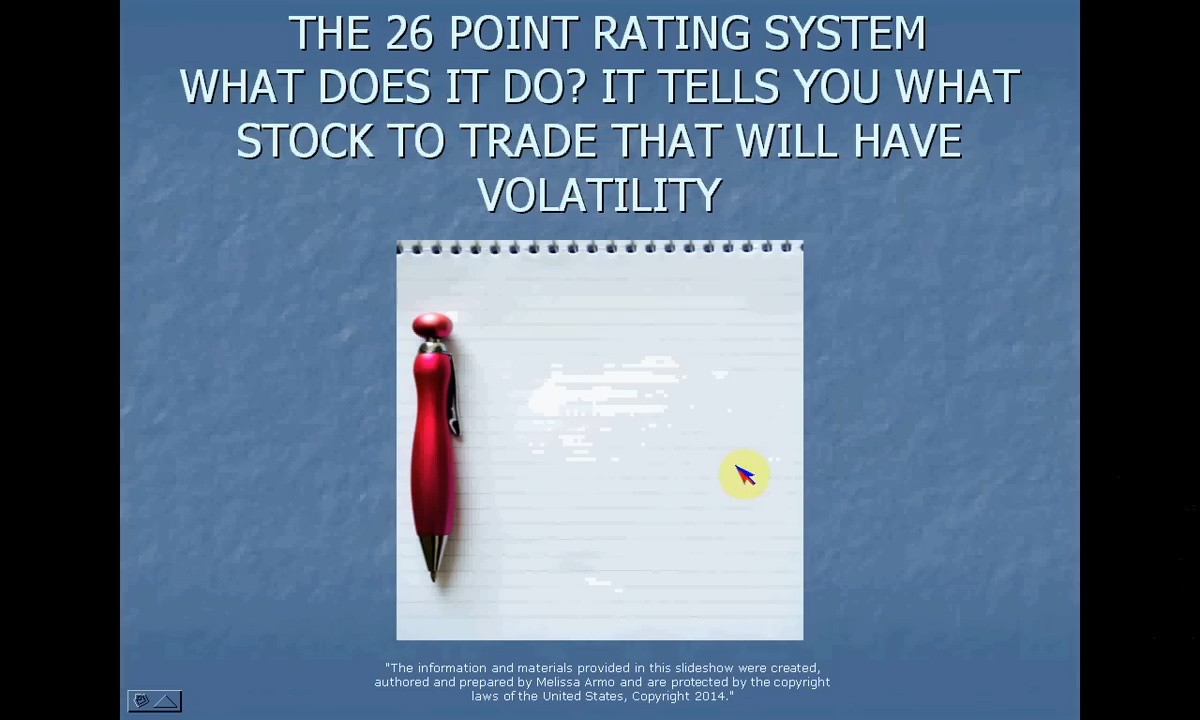 THE 26 POINT RATING SYSTEM
WHAT DOES IT DO? IT TELLS YOU WHAT
STOCK TO TRADE THAT WILL HAVE
VOLATILITY
"The information and materials provided in this slideshow were created,
authored and prepared by Melissa Armo and are protected by the copyright
laws of the United States, Copyright 2014."